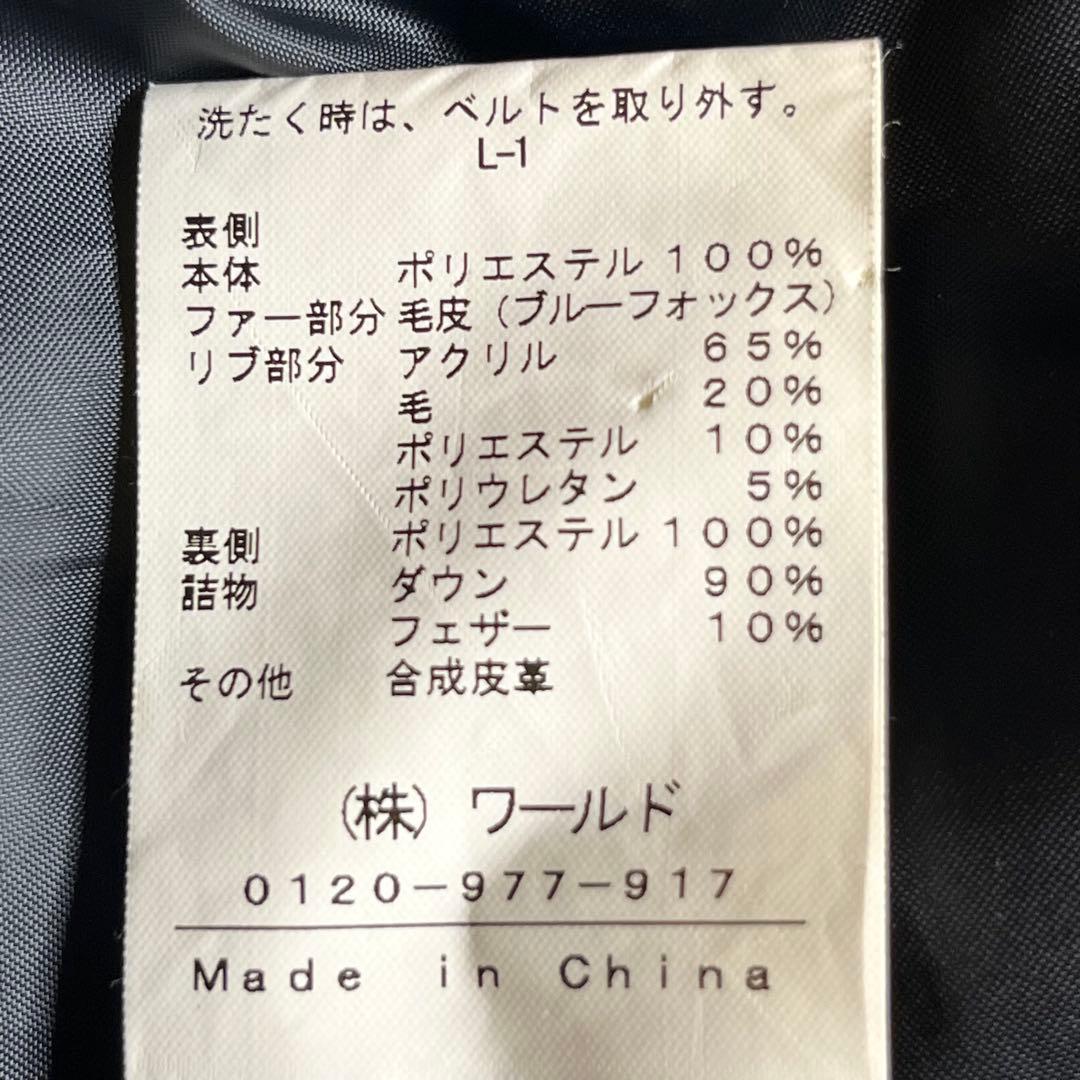 洗たく時は、ベルトを取り外す。
L-1
表側
本体 ポリエステル 100%
ファー部分 毛皮(ブルーフォックス)
リブ部分 アクリル 65%
毛 20%
ポリエステル 10%
ポリウレタン 5%
裏側 ポリエステル 100%
詰物 ダウン 90%
フェザー 10%
その他 合成皮革
(株) ワールド
0120-977-917
Made in China